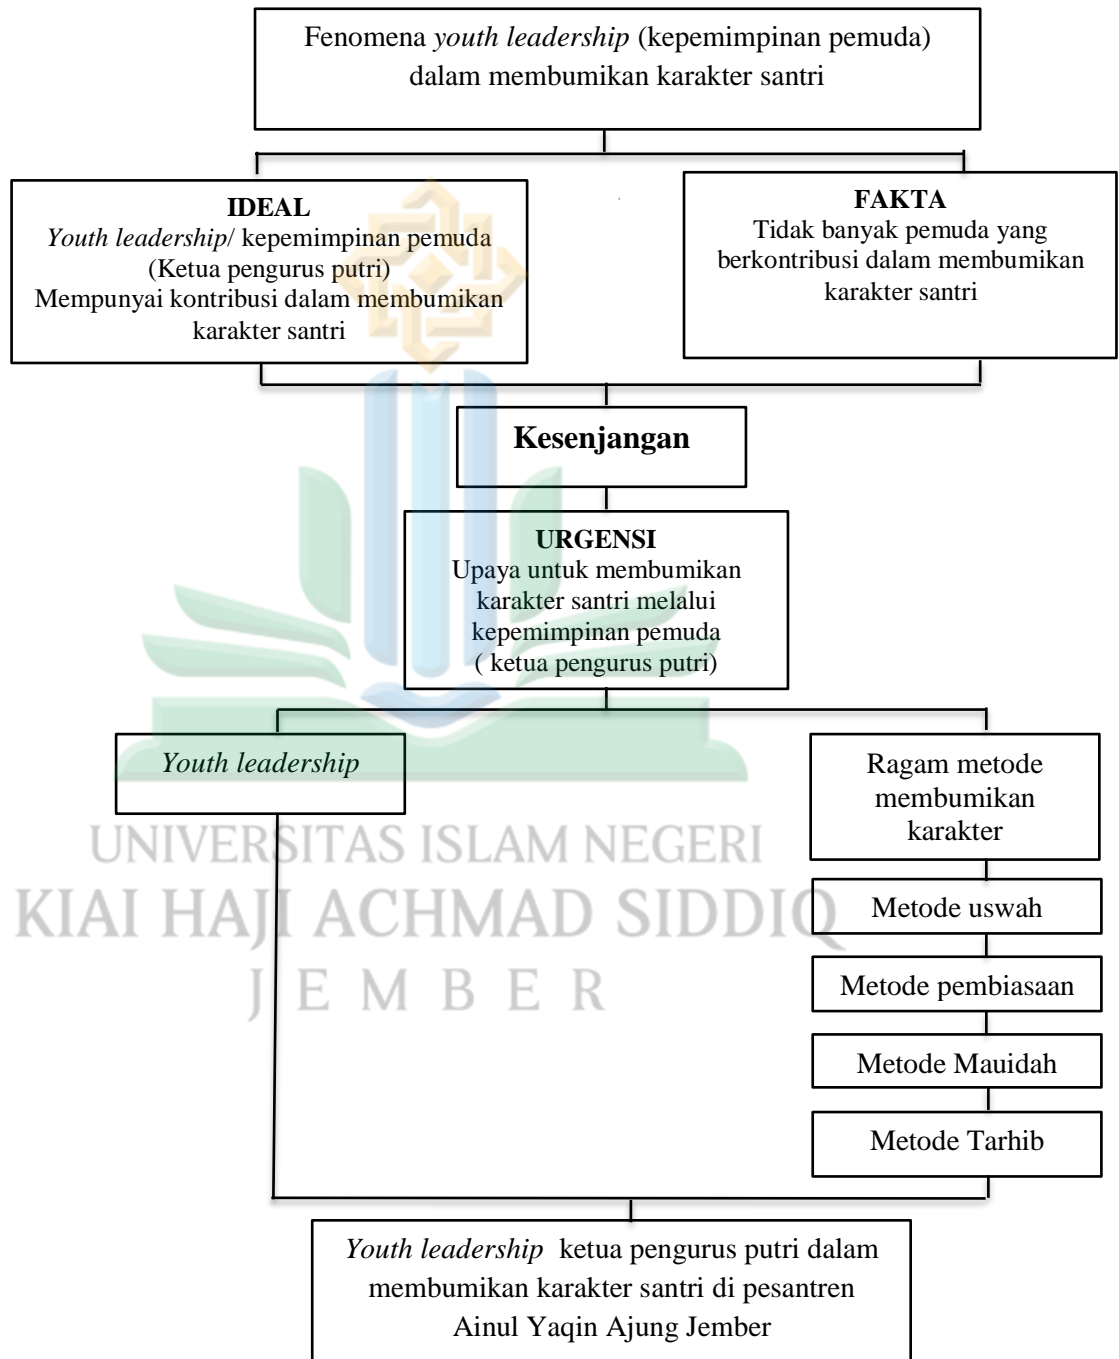 Fenomena youth leadership (kepemimpinan pemuda)
dalam membumikan karakter santri
IDEAL
Youth leadership/ kepemimpinan pemuda
(Ketua pengurus putri)
Mempunyai kontribusi dalam membumikan
karakter santri
FAKTA
Tidak banyak pemuda yang
berkontribusi dalam membumikan
karakter santri
Kesenjangan
URGENSI
Upaya untuk membumikan
karakter santri melalui
kepemimpinan pemuda
( ketua pengurus putri)
Youth leadership
Ragam metode
membumikan
karakter
UNIVERSITAS ISLAM NEGERI
KIAI HAJI ACHMAD SIDDIQ
JEMBER
Metode uswah
Metode pembiasaan
Metode Mauidah
Metode Tarhib
Youth leadership ketua pengurus putri dalam
membumikan karakter santri di pesantren
Ainul Yaqin Ajung Jember